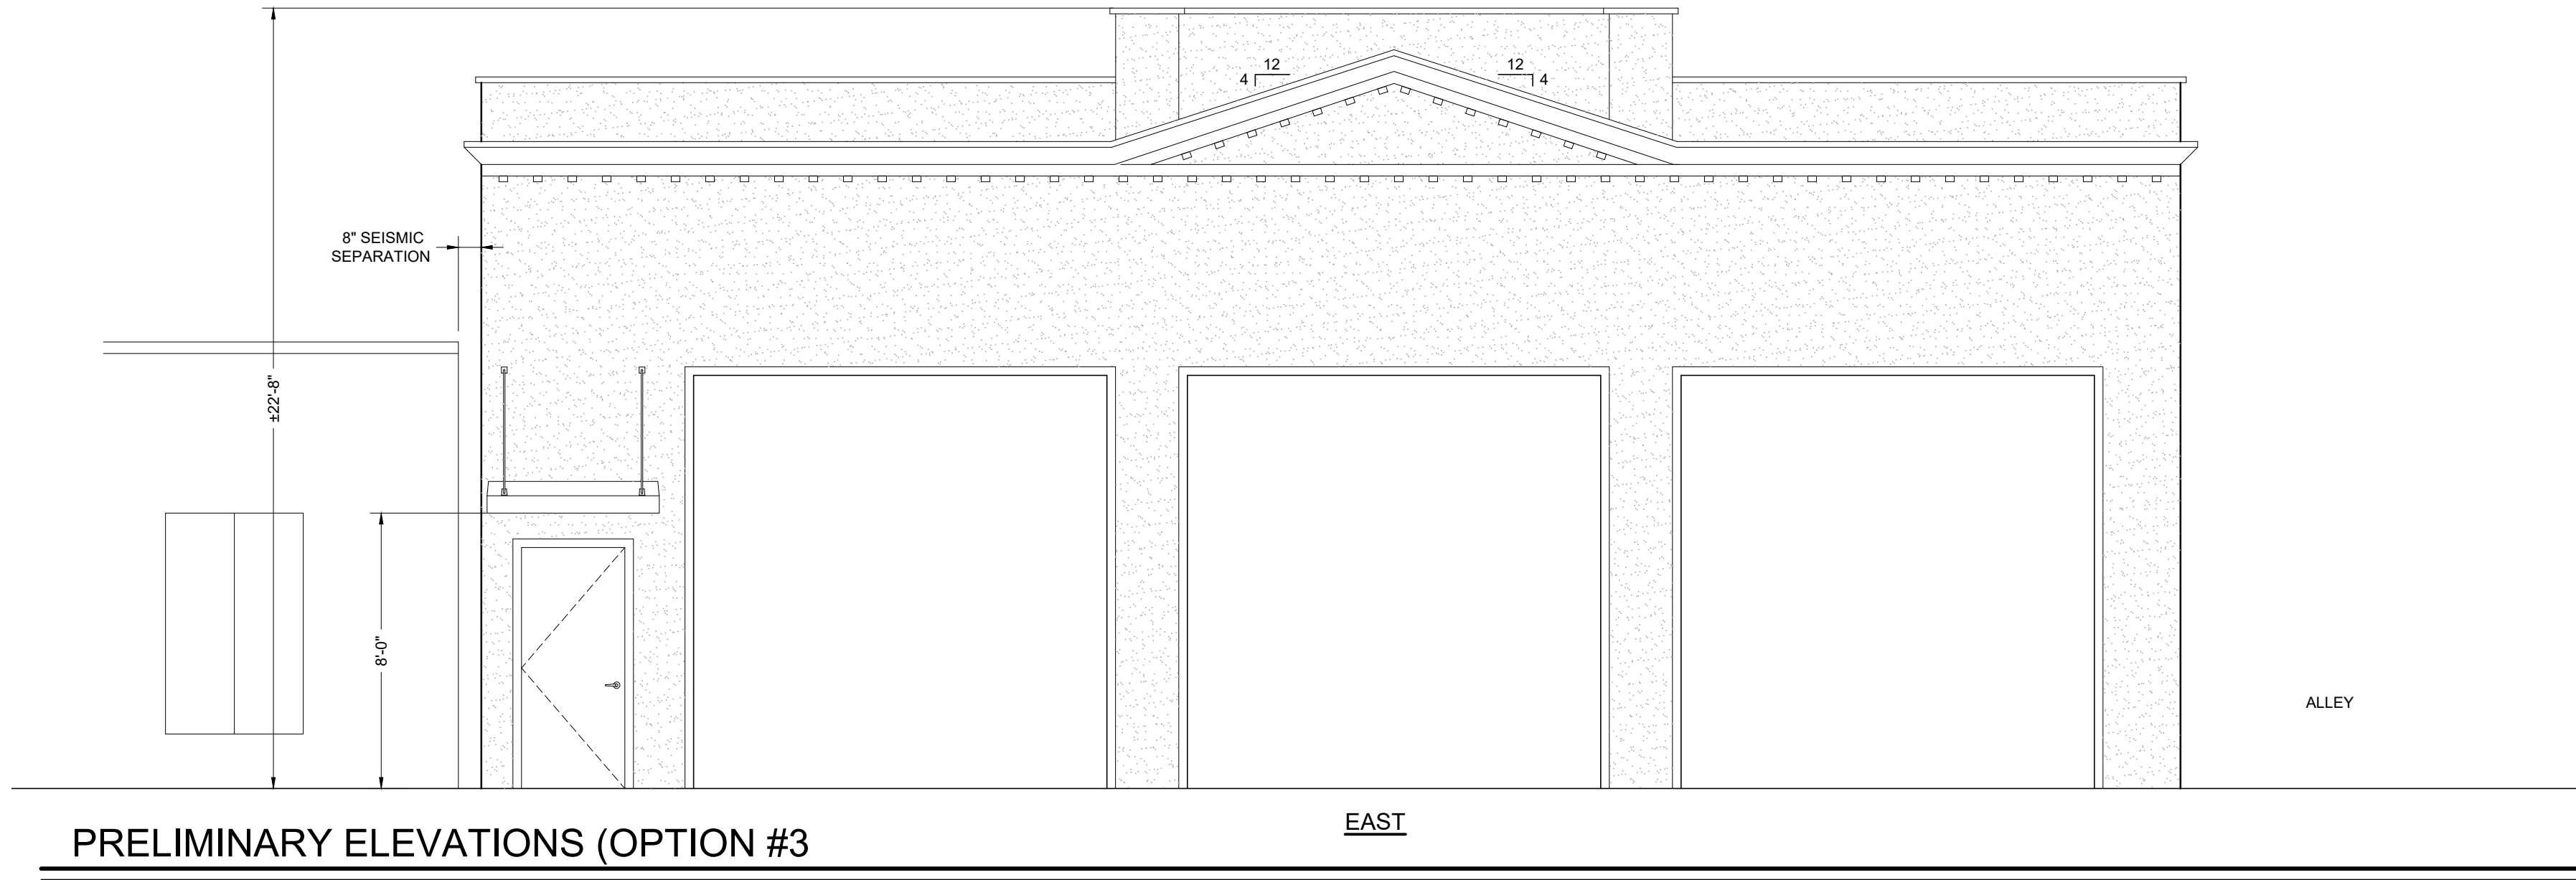 12
4
12
4
8" SEISMIC
SEPARATION
±22'-8"
8'-0"
ALLEY
EAST
PRELIMINARY ELEVATIONS (OPTION #3